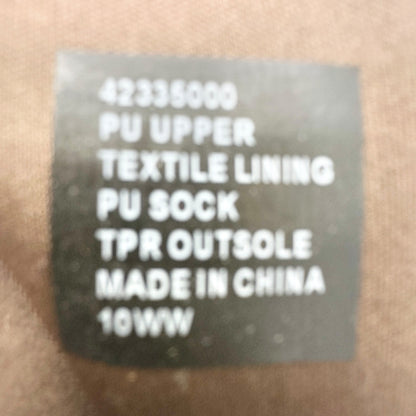 42335000
PU UPPER
TEXTILE LINING
PU SOCK
TPR OUTSOLE
MADE IN CHINA
10WW